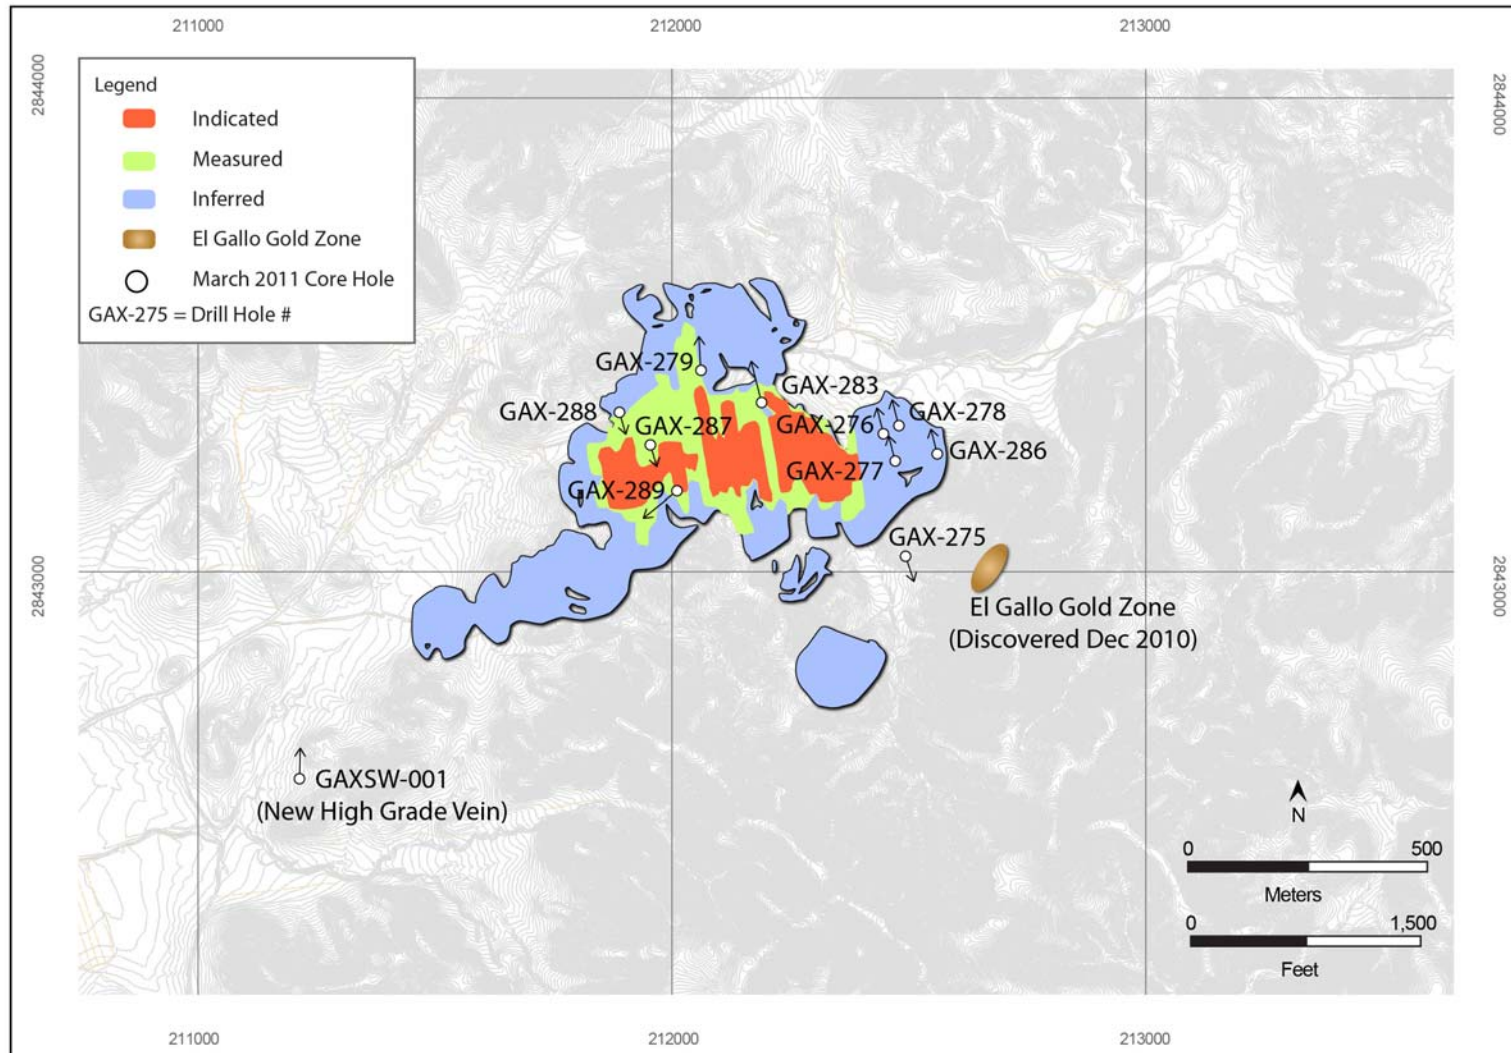 211000
212000
213000
2844000
2844000
Legend
Indicated
Measured
Inferred
El Gallo Gold Zone
March 2011 Core Hole
GAX-275 = Drill Hole #
GAX-279
GAX-283
GAX-288
GAX-287
GAX-276
GAX-278
GAX-286
GAX-277
GAX-289
GAX-275
2843000
2843000
El Gallo Gold Zone
(Discovered Dec 2010)
GAXSW-001
(New High Grade Vein)
N
0 500
Meters
0 1,500
Feet
211000
212000
213000